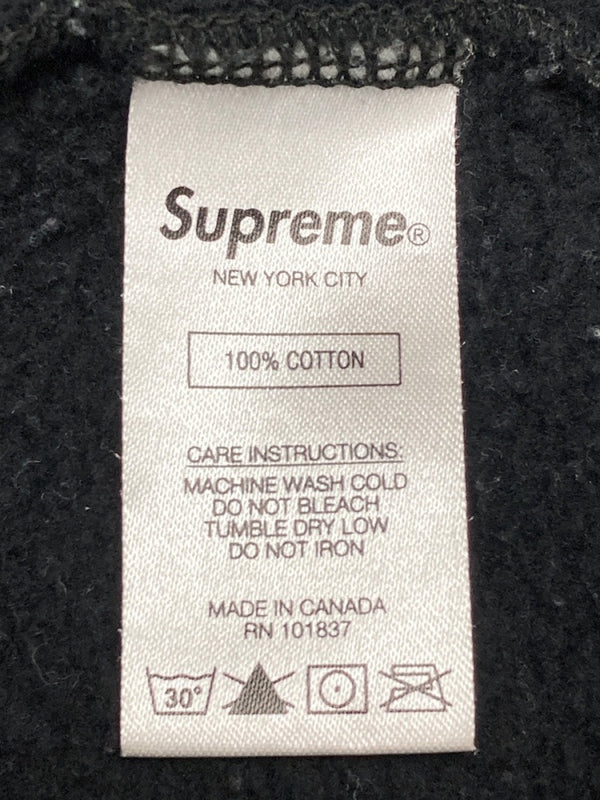 Supreme®
NEW YORK CITY
100% COTTON
CARE INSTRUCTIONS:
MACHINE WASH COLD
DO NOT BLEACH
TUMBLE DRY LOW
DO NOT IRON
MADE IN CANADA
RN 101837
30°